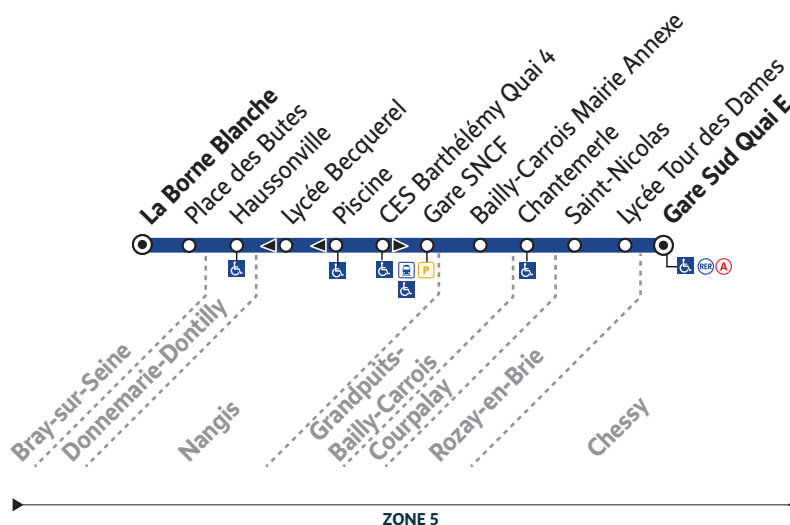 La Borne Blanche
Place des Butes
Haussonville
Lycée Becquerel
Piscine
CES Barthélémy Quai 4
Gare SNCF
Bailly-Carrois Mairie Annexe
Chantemerle
Saint-Nicolas
Lycée Tour des Dames
Gare Sud Quai E
P
RER
A
Bray-sur-Seine
Donnemarie-Dontilly
Nangis
Grandpuits-
Bailly-Carrois
Courpalay
Rozay-en-Brie
Chessy
ZONE 5